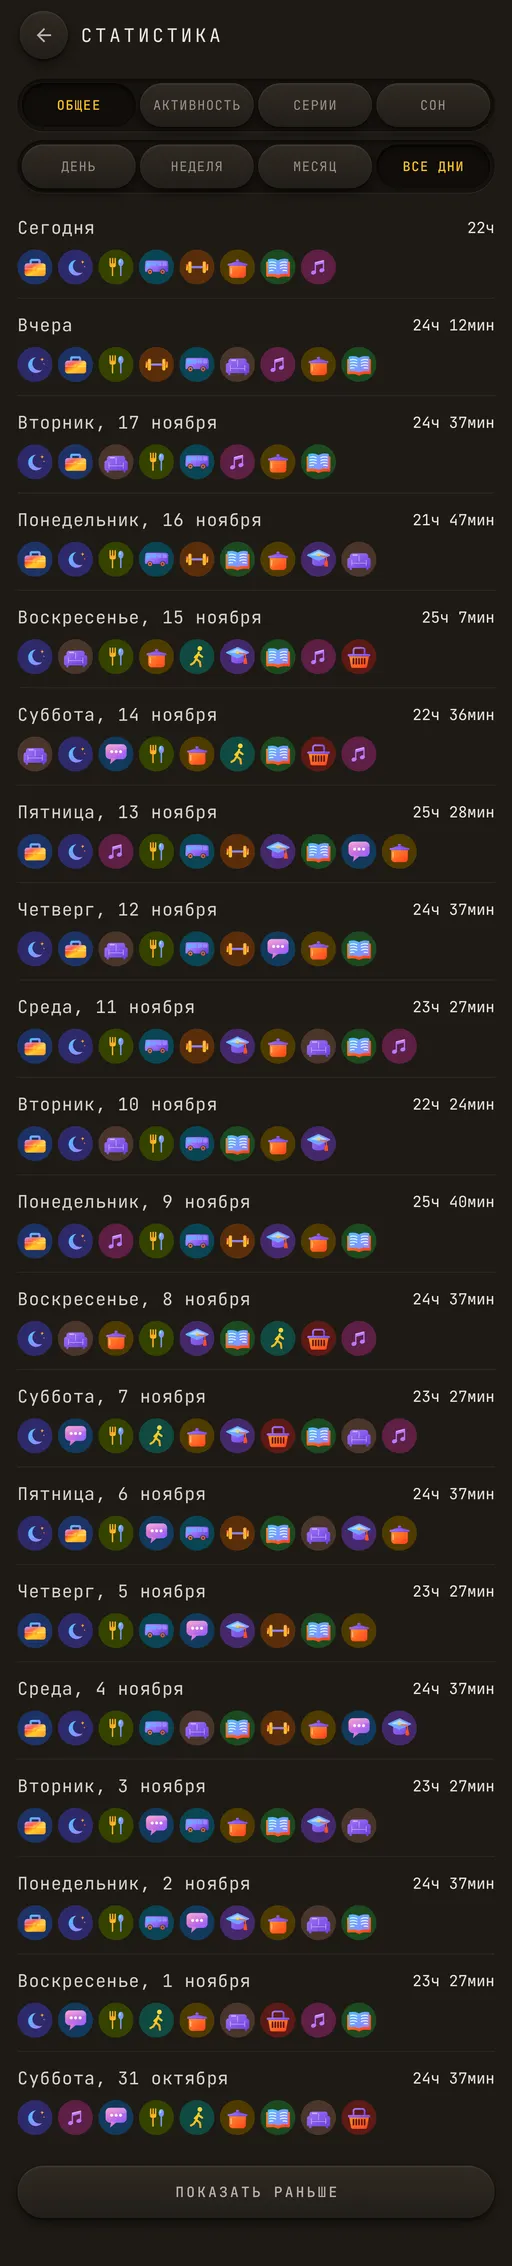 СТАТИСТИКА
ОБЩЕЕ АКТИВНОСТЬ СЕРИИ СОН
ДЕНЬ НЕДЕЛЯ МЕСЯЦ ВСЕ ДНИ
Сегодня 22ч
Вчера 24ч 12мин
Вторник, 17 ноября 24ч 37мин
Понедельник, 16 ноября 21ч 47мин
Воскресенье, 15 ноября 25ч 7мин
Суббота, 14 ноября 22ч 36мин
Пятница, 13 ноября 25ч 28мин
Четверг, 12 ноября 24ч 37мин
Среда, 11 ноября 23ч 27мин
Вторник, 10 ноября 22ч 24мин
Понедельник, 9 ноября 25ч 40мин
Воскресенье, 8 ноября 24ч 37мин
Суббота, 7 ноября 23ч 27мин
Пятница, 6 ноября 24ч 37мин
Четверг, 5 ноября 23ч 27мин
Среда, 4 ноября 24ч 37мин
Вторник, 3 ноября 23ч 27мин
Понедельник, 2 ноября 24ч 37мин
Воскресенье, 1 ноября 23ч 27мин
Суббота, 31 октября 24ч 37мин
ПОКАЗАТЬ РАНЬШЕ